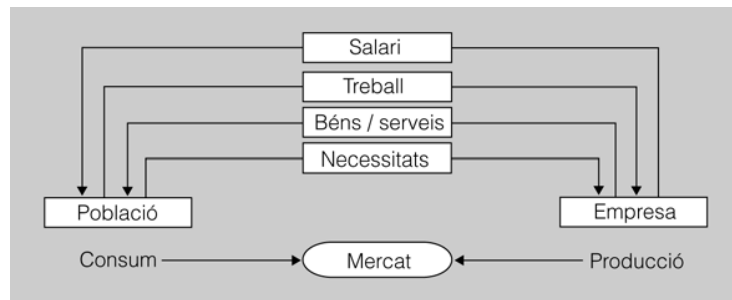 Salari
Treball
Béns / serveis
Necessitats
Població
Empresa
Consum
Mercat
Producció